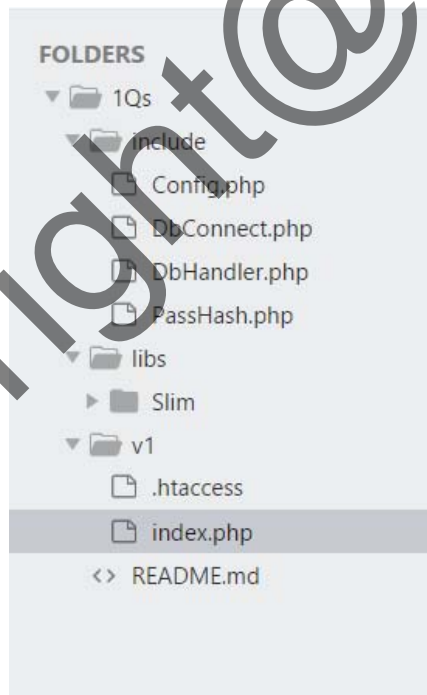 FOLDERS
1Qs
include
Config.php
DbConnect.php
DbHandler.php
PassHash.php
libs
Slim
v1
.htaccess
index.php
<> README.md